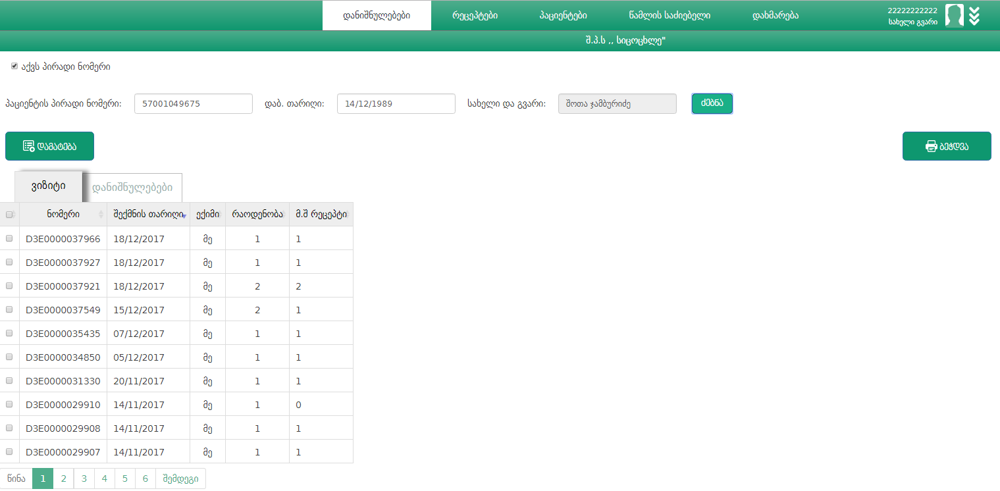 დანიშნულებები რეცეპტები პაციენტები წამლის საძიებელი დახმარება 22222222222
სახელი გვარი
შ.პ.ს ,, სიცოცხლე"
აქვს პირადი ნომერი
პაციენტის პირადი ნომერი: 57001049675 დაბ. თარიღი: 14/12/1989 სახელი და გვარი: შოთა ჯამბურიძე ძებნა
დამატება ბეჭდვა
ვიზიტი დანიშნულებები
ნომერი შექმნის თარიღი ექიმი რაოდენობა მ.შ რეცეპტი
D3E0000037966 18/12/2017 მე 1 1
D3E0000037927 18/12/2017 მე 1 1
D3E0000037921 18/12/2017 მე 2 2
D3E0000037549 15/12/2017 მე 2 1
D3E0000035435 07/12/2017 მე 1 1
D3E0000034850 05/12/2017 მე 1 1
D3E0000031330 20/11/2017 მე 1 1
D3E0000029910 14/11/2017 მე 1 0
D3E0000029908 14/11/2017 მე 1 1
D3E0000029907 14/11/2017 მე 1 1
წინა 1 2 3 4 5 6 შემდეგი